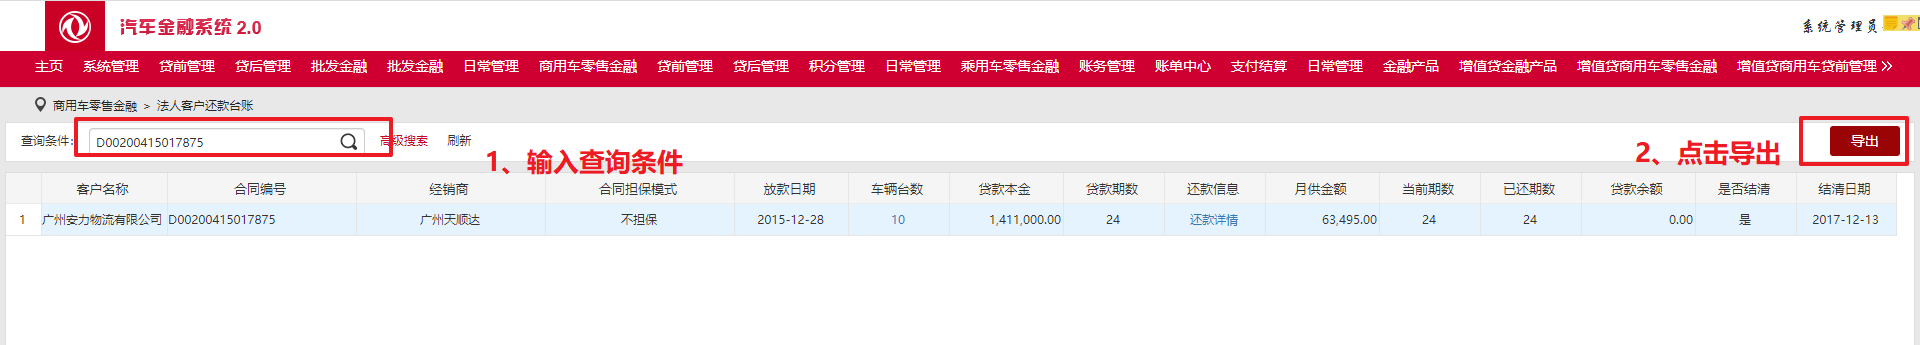 汽车金融系统 2.0
系统管理员
主页 系统管理 贷前管理 贷后管理 批发金融 批发金融 日常管理 商用车零售金融 贷前管理 贷后管理 积分管理 日常管理 乘用车零售金融 账务管理 账单中心 支付结算 日常管理 金融产品 增值贷金融产品 增值贷商用车零售金融 增值贷商用车贷前管理 »
商用车零售金融 > 法人客户还款台账
查询条件: D00200415017875 高级搜索 刷新 导出
1、输入查询条件 2、点击导出
客户名称 合同编号 经销商 合同担保模式 放款日期 车辆台数 贷款本金 贷款期数 还款信息 月供金额 当前期数 已还期数 贷款余额 是否结清 结清日期
1 广州安力物流有限公司 D00200415017875 广州天顺达 不担保 2015-12-28 10 1,411,000.00 24 还款详情 63,495.00 24 24 0.00 是 2017-12-13